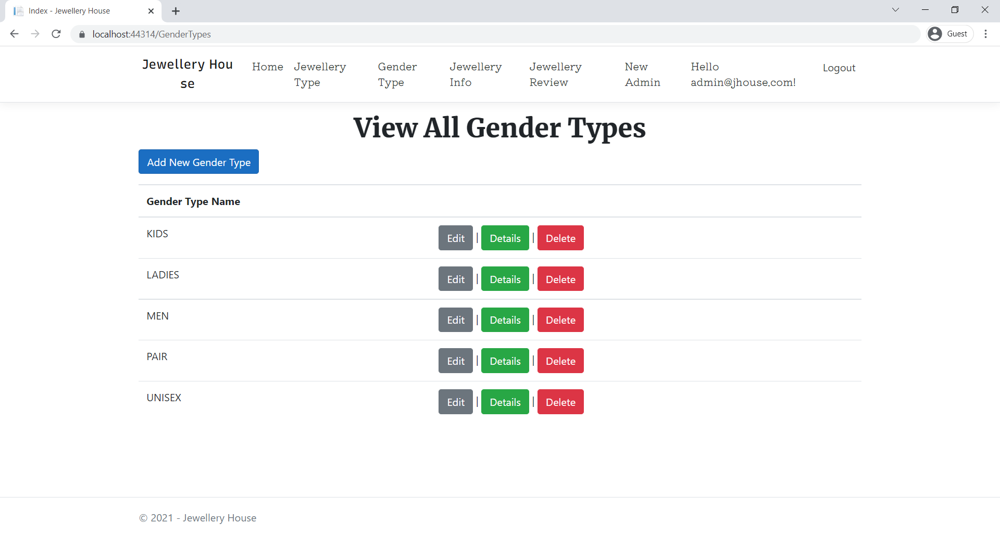 Index - Jewellery House
localhost:44314/GenderTypes
Guest
Jewellery Hou
se
Home
Jewellery
Type
Gender
Type
Jewellery
Info
Jewellery
Review
New
Admin
Hello
admin@jhouse.com!
Logout
View All Gender Types
Add New Gender Type
Gender Type Name
KIDS Edit | Details | Delete
LADIES Edit | Details | Delete
MEN Edit | Details | Delete
PAIR Edit | Details | Delete
UNISEX Edit | Details | Delete
© 2021 - Jewellery House